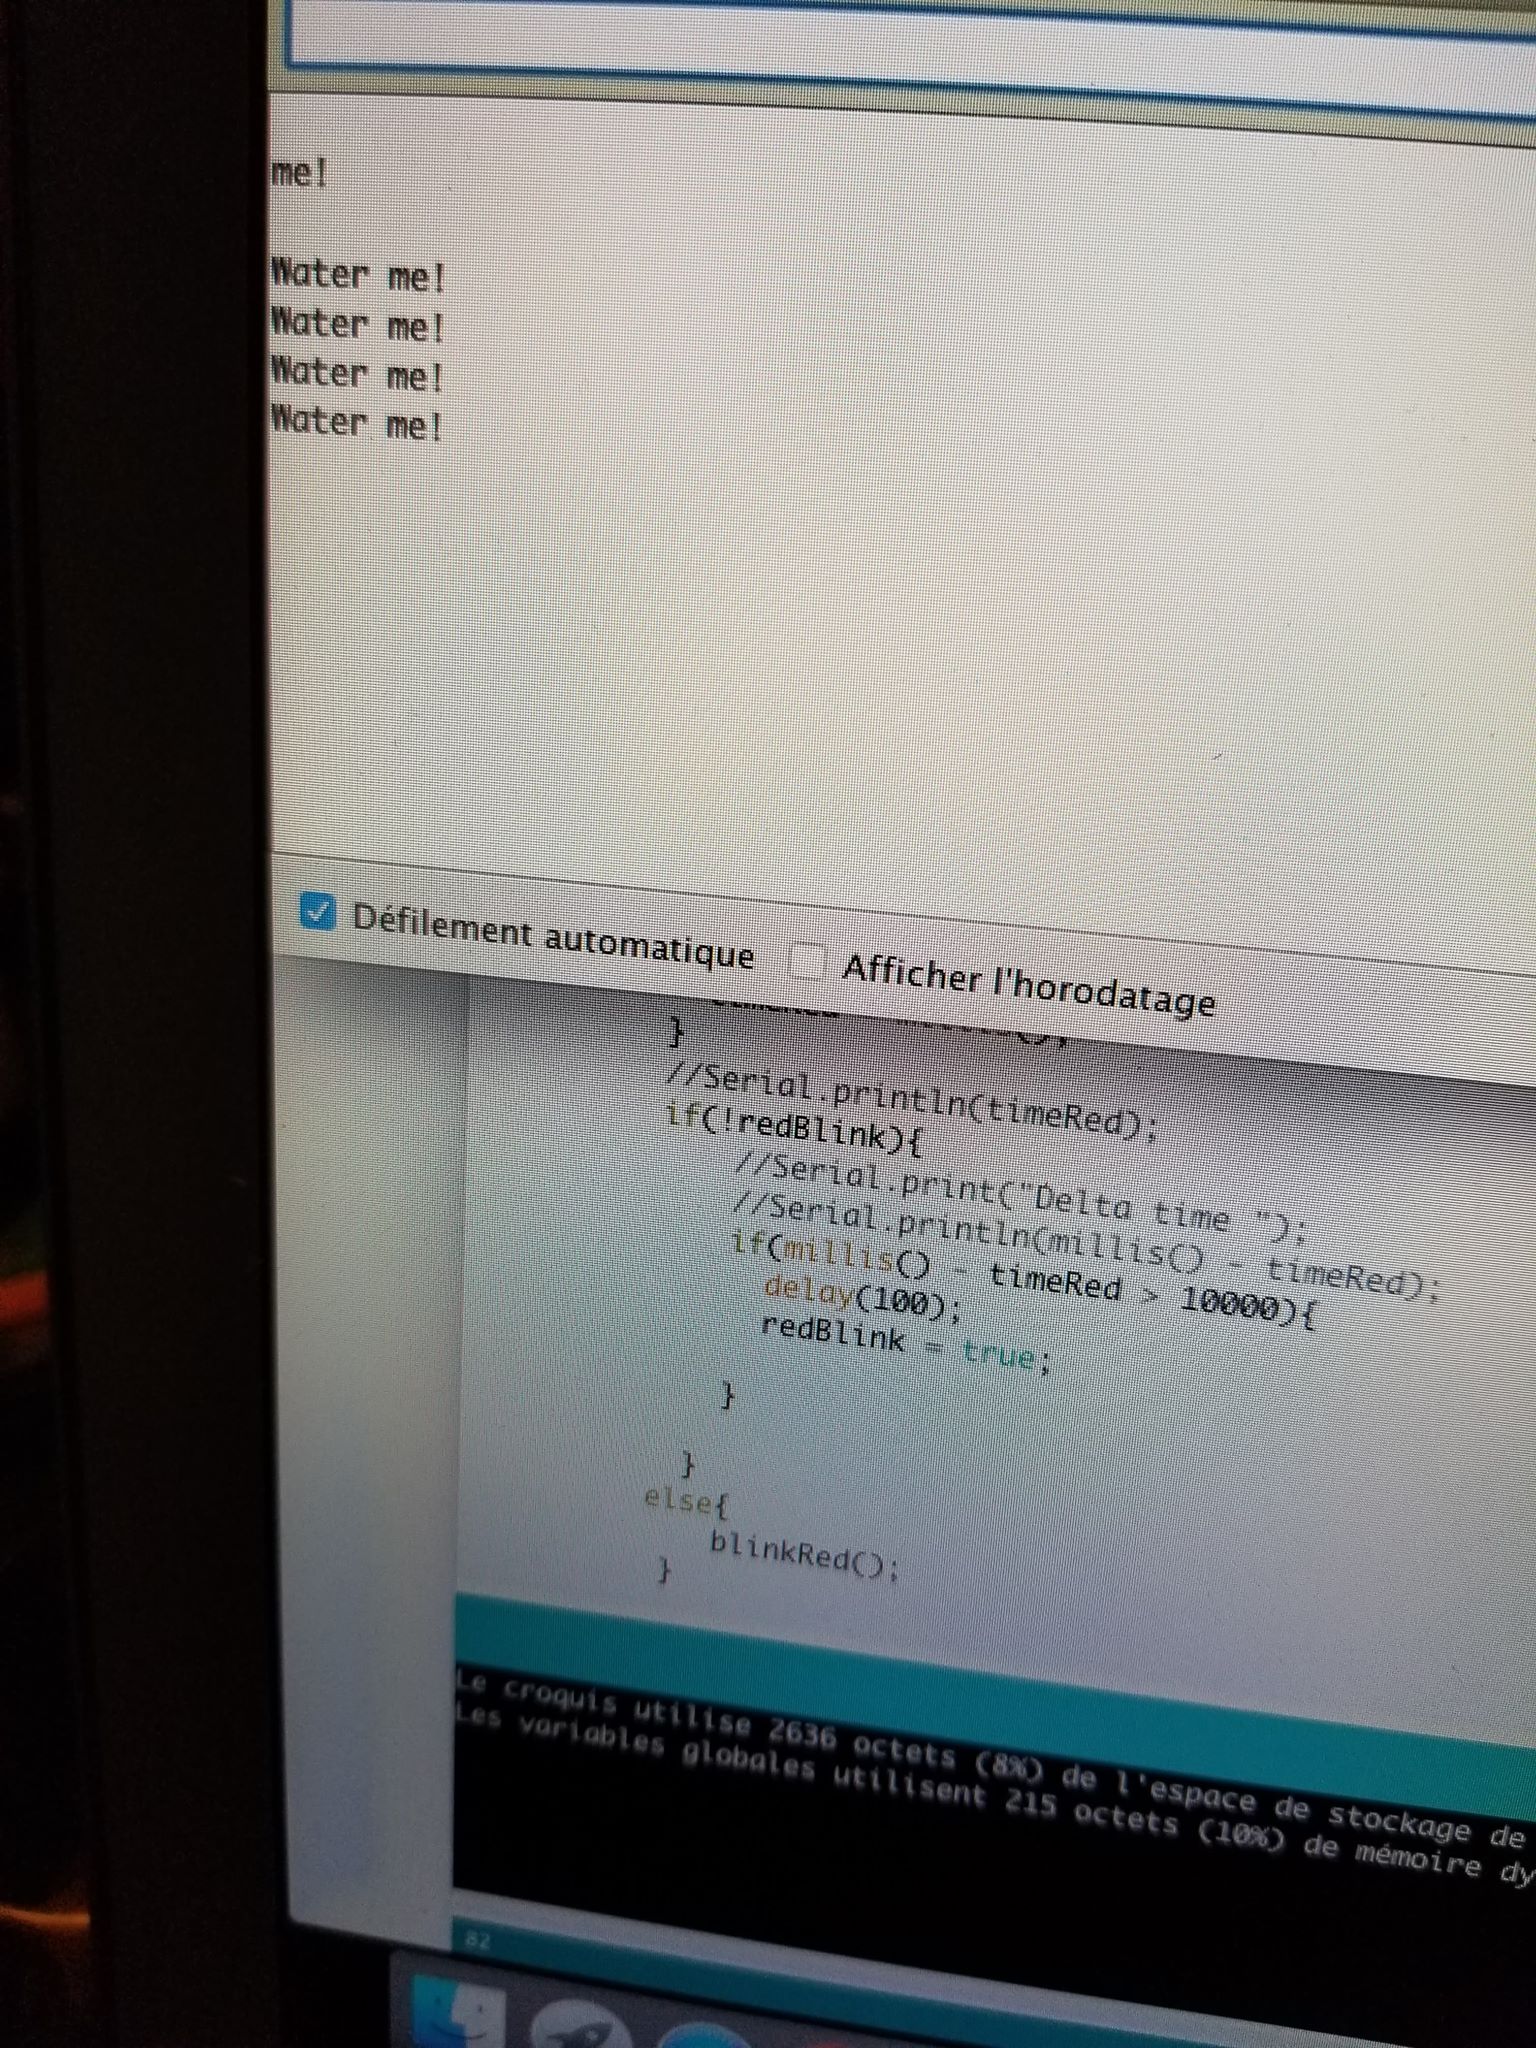 me!
Water me!
Water me!
Water me!
Water me!
Défilement automatique Afficher l'horodatage
}
//Serial.println(timeRed);
if(!redBlink){
//Serial.print("Delta time ");
//Serial.println(millis() - timeRed);
if(millis() - timeRed > 10000){
delay(100);
redBlink = true;
}
}
else{
blinkRed();
}
Le croquis utilise 2636 octets (8%) de l'espace de stockage de
Les variables globales utilisent 215 octets (10%) de mémoire dy
82